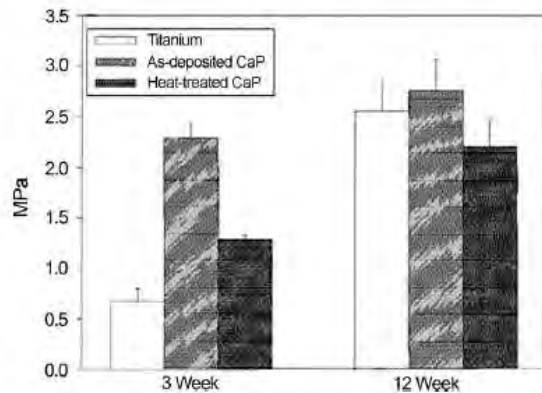 3.5
3.0
2.5
2.0
1.5
1.0
0.5
0.0
MPa
Titanium
As-deposited CaP
Heat-treated CaP
3 Week
12 Week